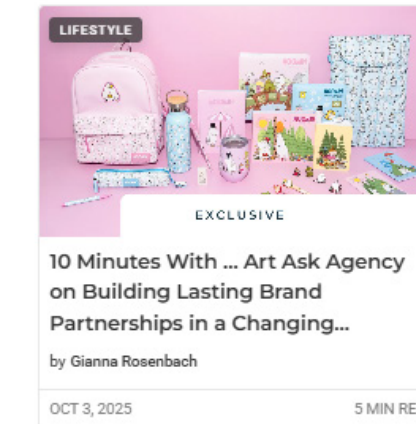 LIFESTYLE
EXCLUSIVE
10 Minutes With ... Art Ask Agency
on Building Lasting Brand
Partnerships in a Changing...
by Gianna Rosenbach
OCT 3, 2025
5 MIN RE